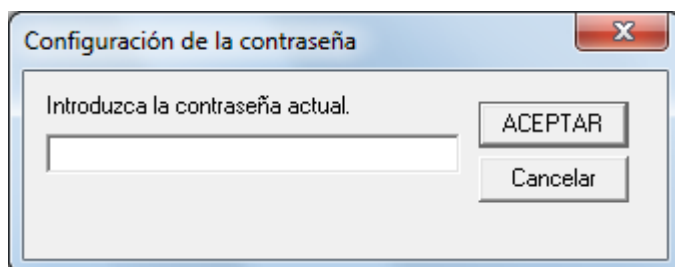 Configuración de la contraseña
Introduzca la contraseña actual.
ACEPTAR
Cancelar